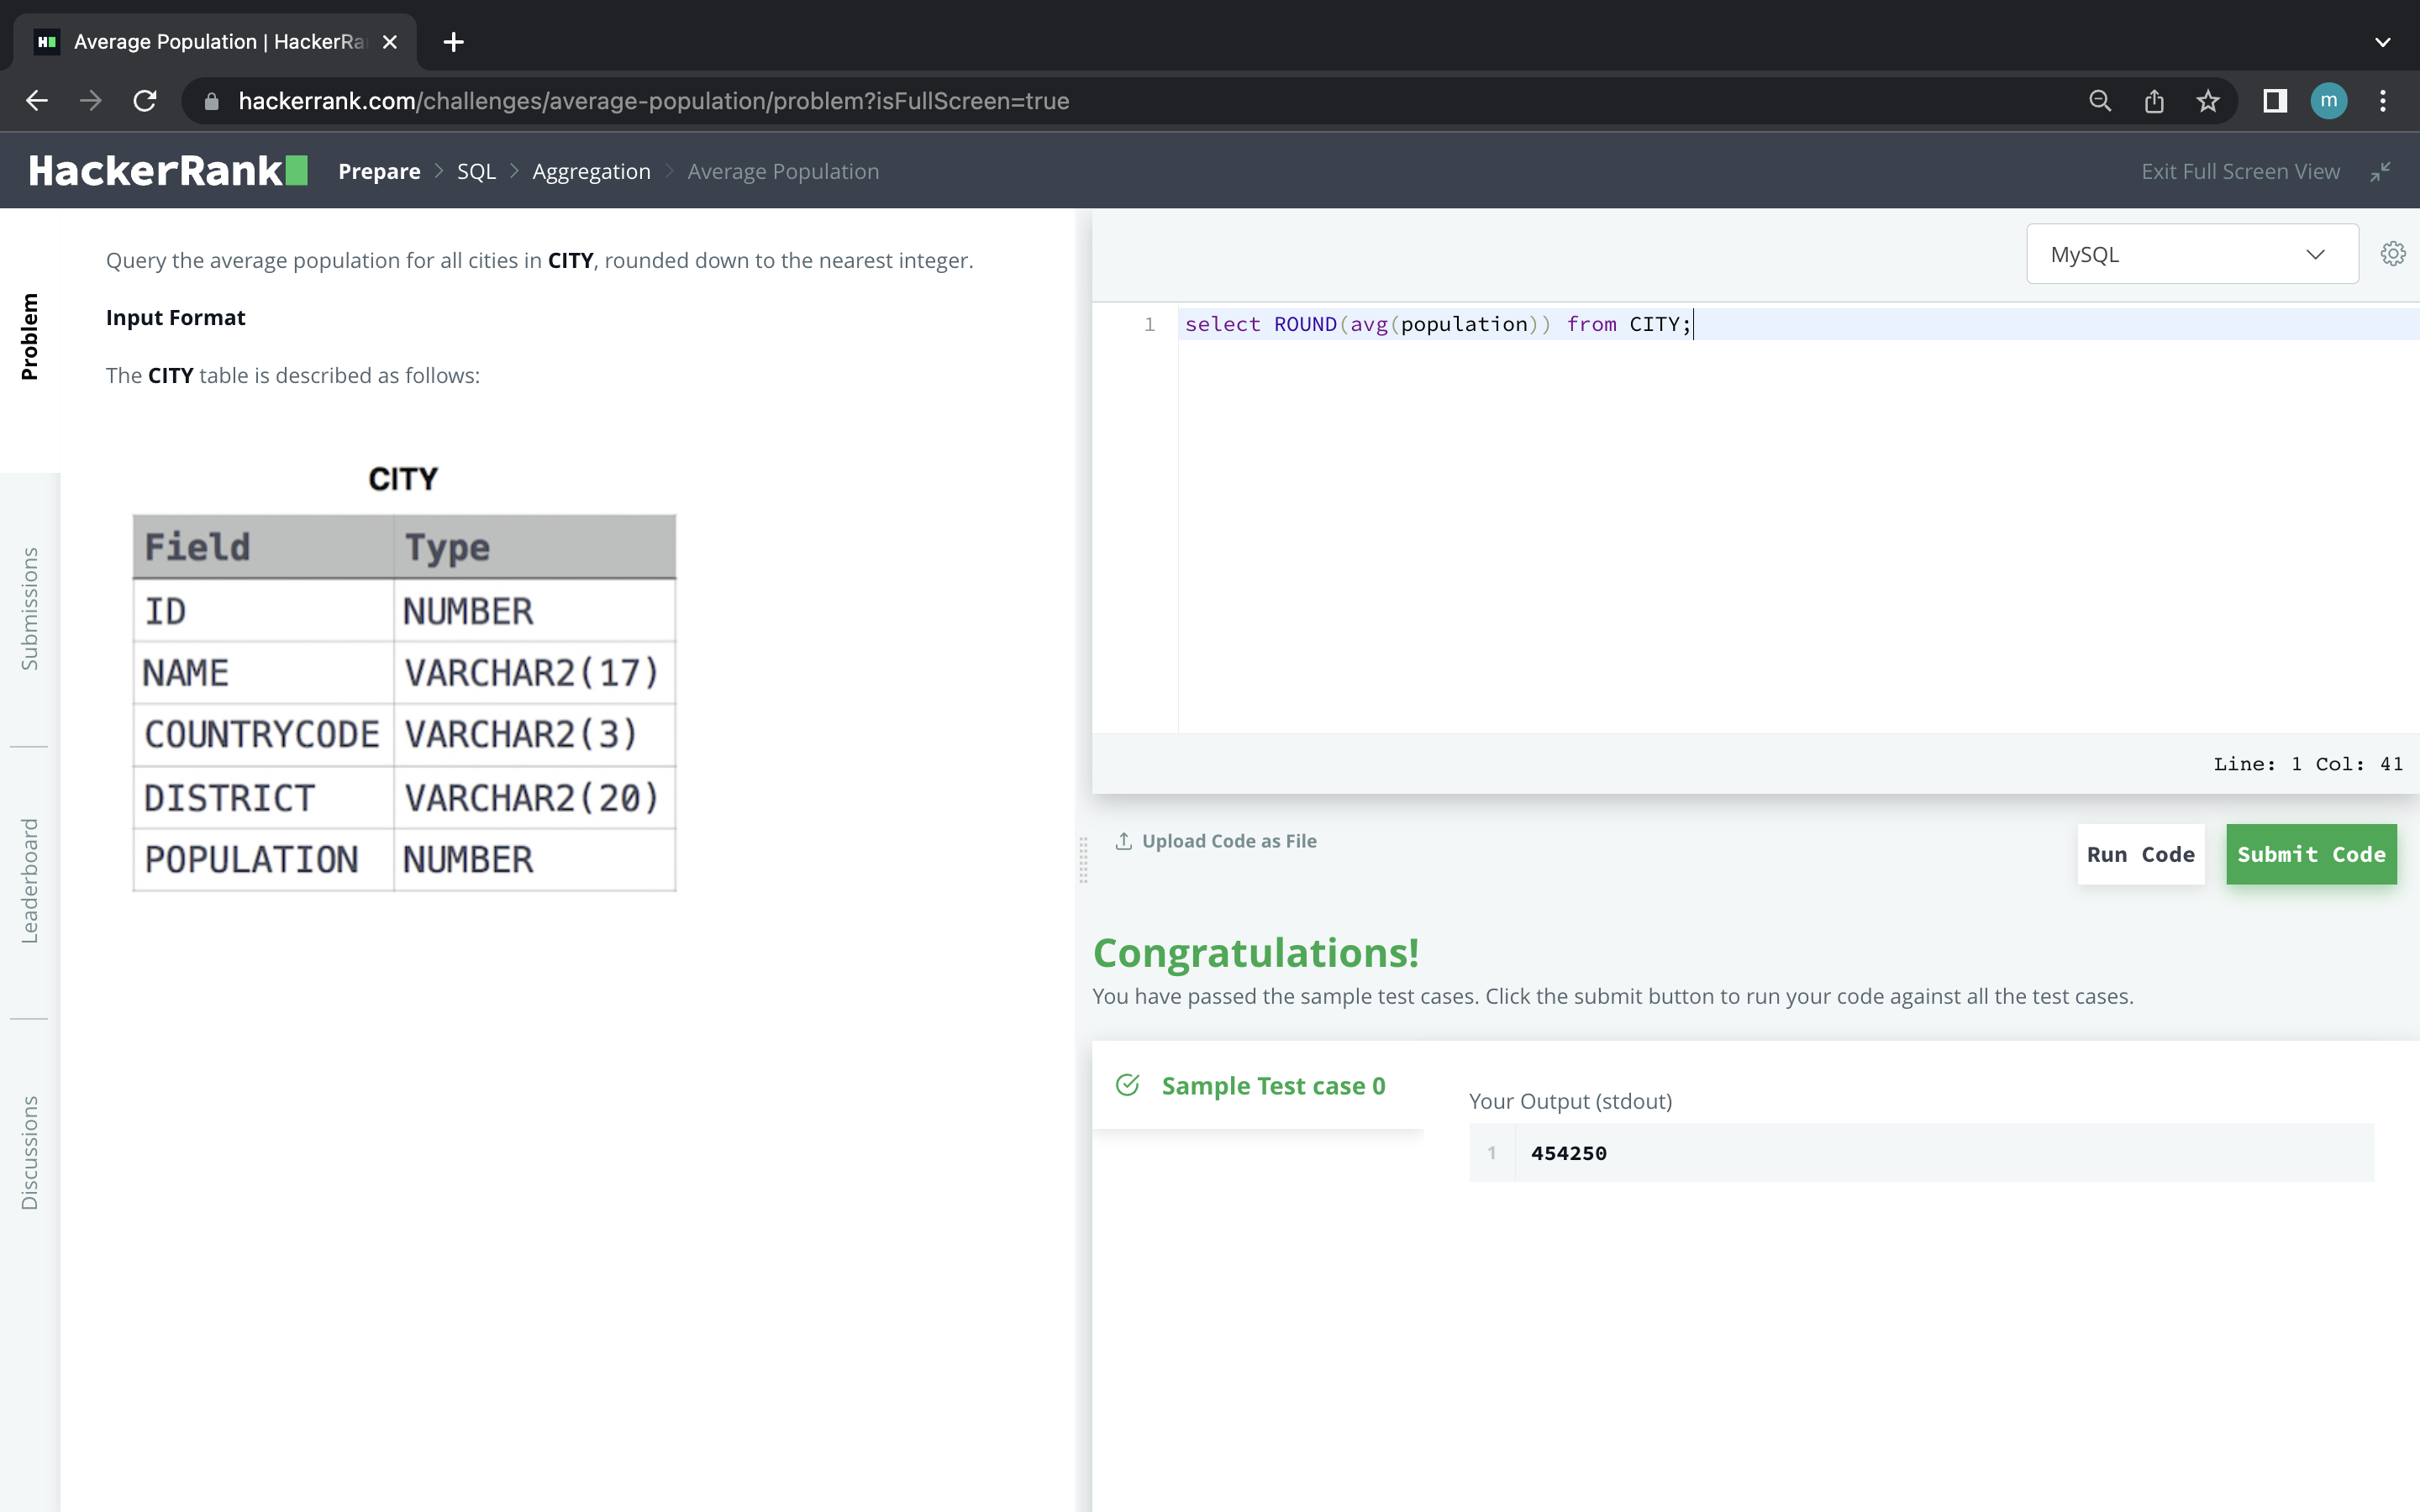 Average Population | HackerRa
hackerrank.com/challenges/average-population/problem?isFullScreen=true
m
HackerRank
Prepare > SQL > Aggregation > Average Population
Exit Full Screen View
Problem
Submissions
Leaderboard
Discussions
Query the average population for all cities in CITY, rounded down to the nearest integer.
Input Format
The CITY table is described as follows:
CITY
Field Type
ID NUMBER
NAME VARCHAR2(17)
COUNTRYCODE VARCHAR2(3)
DISTRICT VARCHAR2(20)
POPULATION NUMBER
MySQL
1 select ROUND(avg(population)) from CITY;
Line: 1 Col: 41
Upload Code as File
Run Code
Submit Code
Congratulations!
You have passed the sample test cases. Click the submit button to run your code against all the test cases.
Sample Test case 0
Your Output (stdout)
1 454250